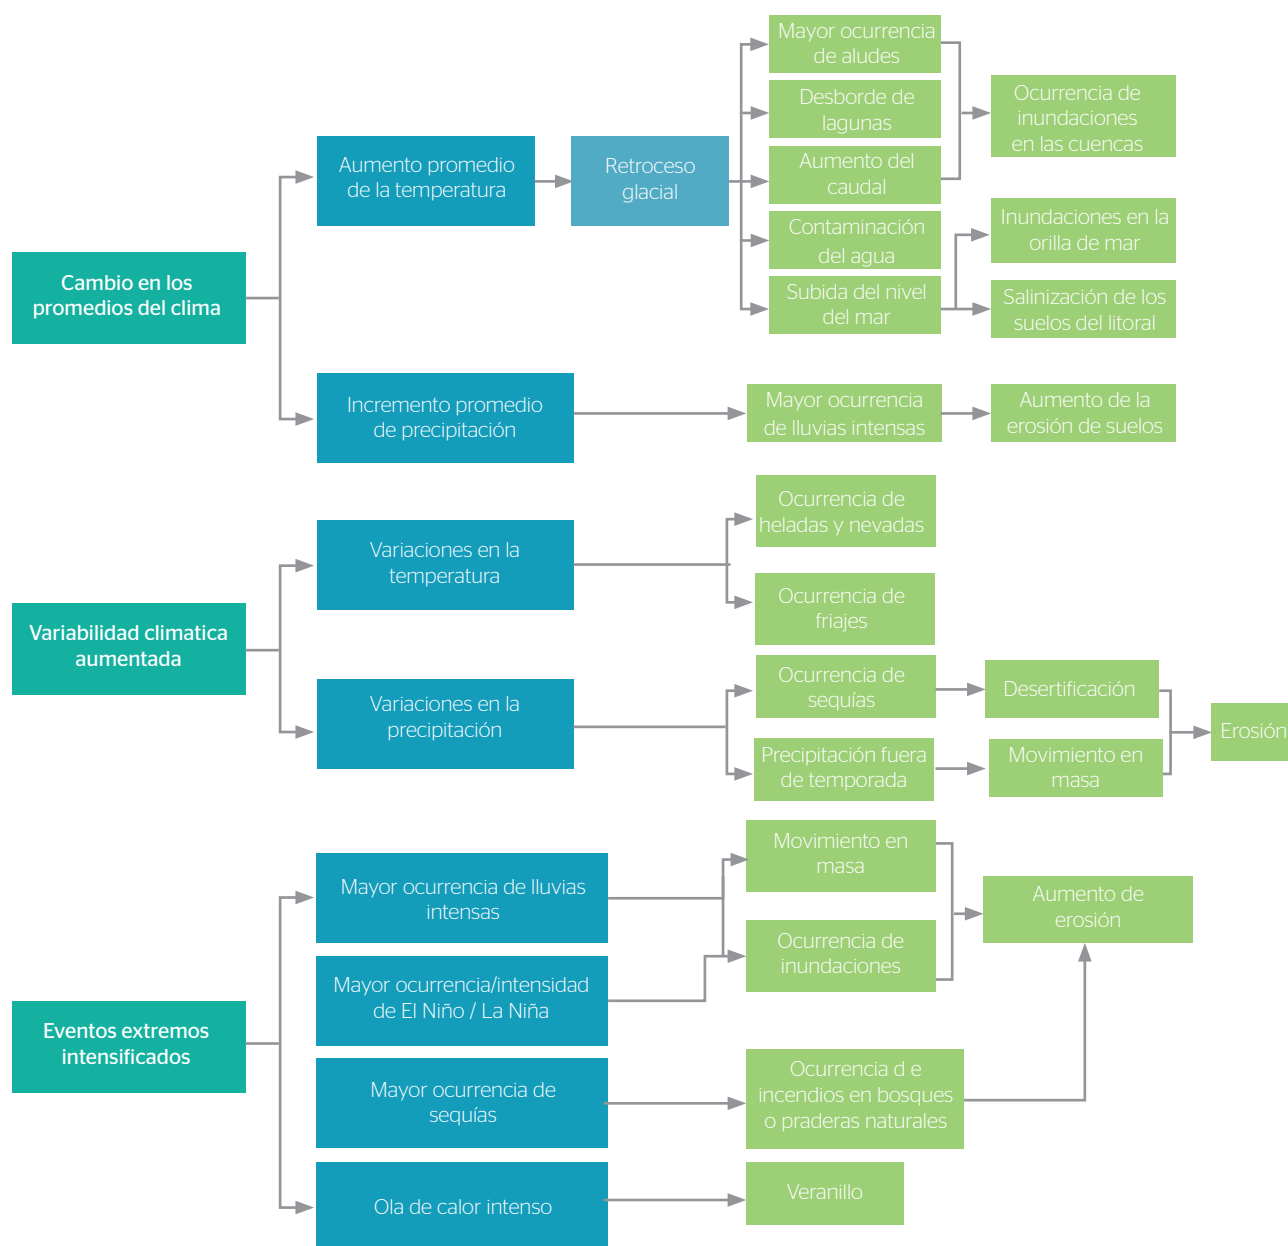 Cambio en los
promedios del clima
Aumento promedio
de la temperatura
Retroceso
glacial
Mayor ocurrencia
de aludes
Desborde de
lagunas
Aumento del
caudal
Contaminación
del agua
Subida del nivel
del mar
Ocurrencia de
inundaciones
en las cuencas
Inundaciones en la
orilla de mar
Salinización de los
suelos del litoral
Incremento promedio
de precipitación
Mayor ocurrencia
de lluvias intensas
Aumento de la
erosión de suelos
Variabilidad climatica
aumentada
Variaciones en la
temperatura
Ocurrencia de
heladas y nevadas
Ocurrencia de
friajes
Variaciones en la
precipitación
Ocurrencia de
sequías
Desertificación
Precipitación fuera
de temporada
Movimiento en
masa
Erosión
Eventos extremos
intensificados
Mayor ocurrencia de lluvias
intensas
Mayor ocurrencia/intensidad
de El Niño / La Niña
Movimiento en
masa
Ocurrencia de
inundaciones
Aumento de
erosión
Mayor ocurrencia de
sequías
Ocurrencia d e
incendios en bosques
o praderas naturales
Ola de calor intenso
Veranillo